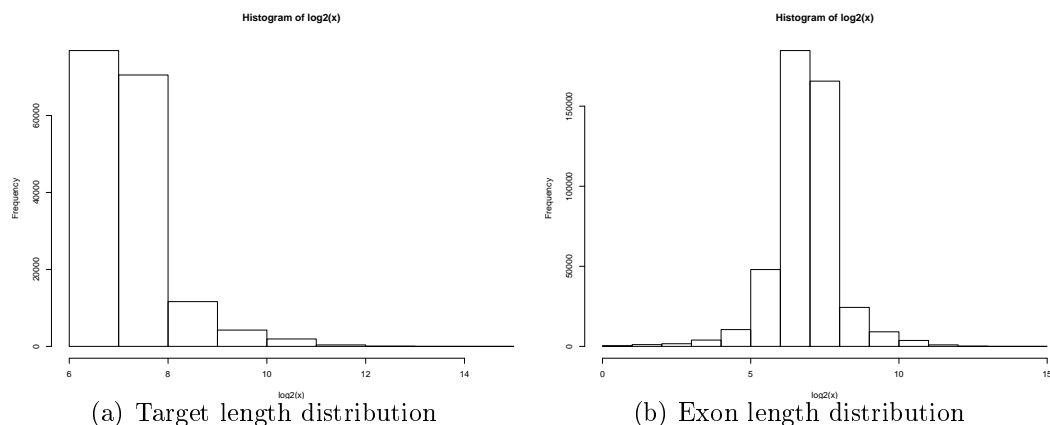 Histogram of log2(x)
Frequency
0
20000
40000
60000
6
8
10
12
14
log2(x)
(a) Target length distribution
Histogram of log2(x)
Frequency
0
50000
100000
150000
0
5
10
15
log2(x)
(b) Exon length distribution